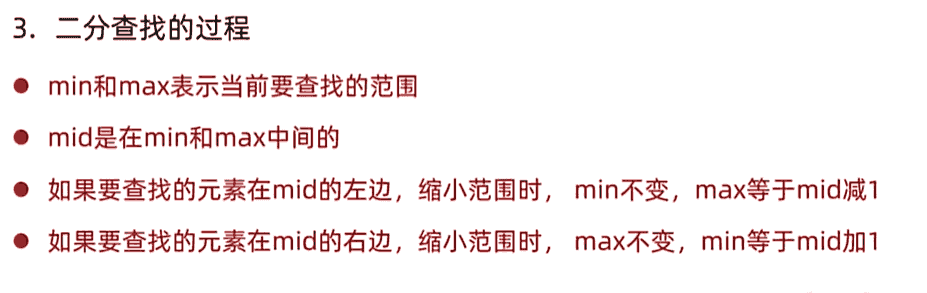 3. 二分查找的过程
● min和max表示当前要查找的范围
● mid是在min和max中间的
● 如果要查找的元素在mid的左边，缩小范围时， min不变，max等于mid减1
● 如果要查找的元素在mid的右边，缩小范围时， max不变，min等于mid加1